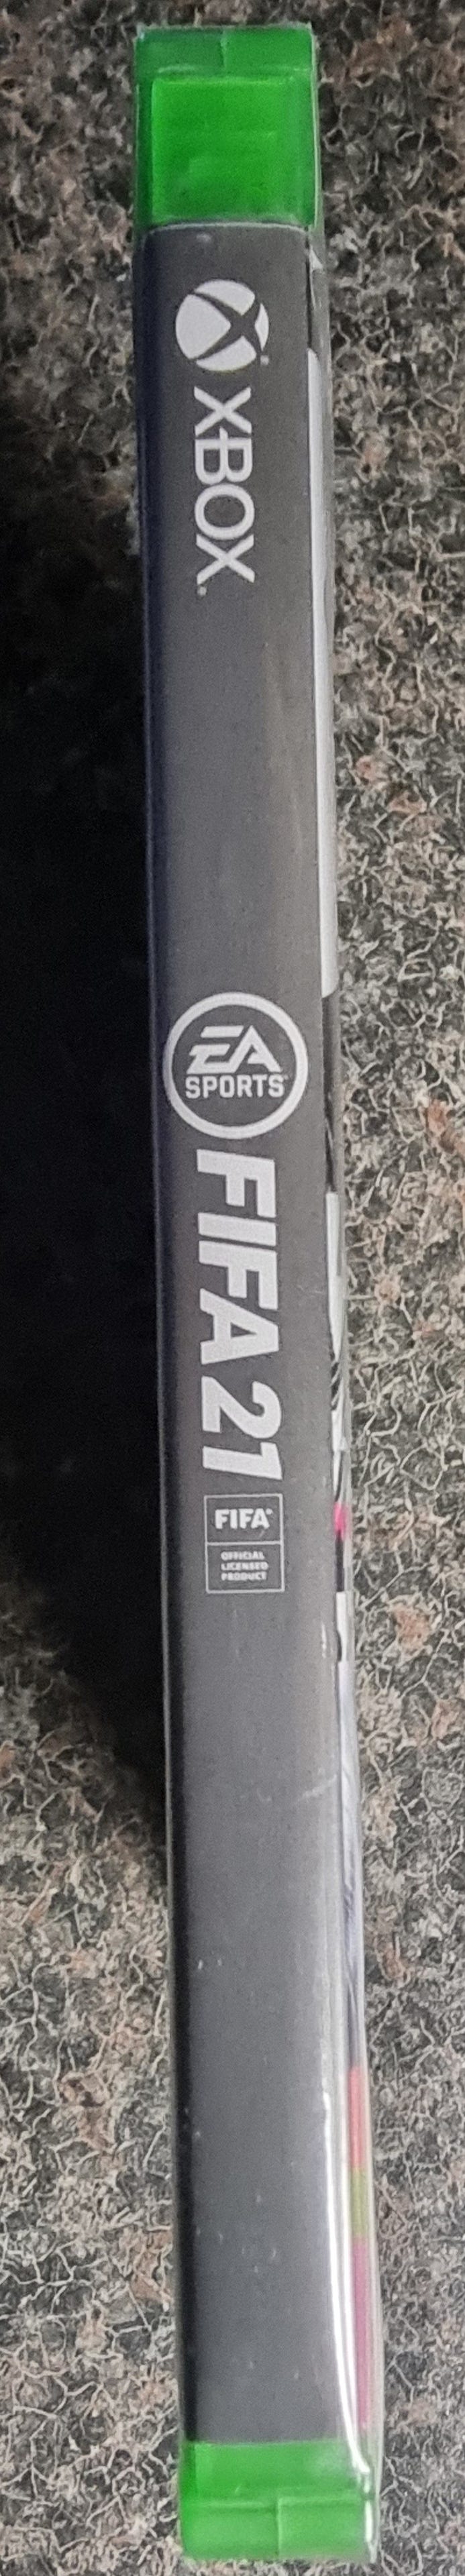 XBOX
EA
SPORTS
FIFA 21
FIFA
OFFICIAL
LICENSED
PRODUCT